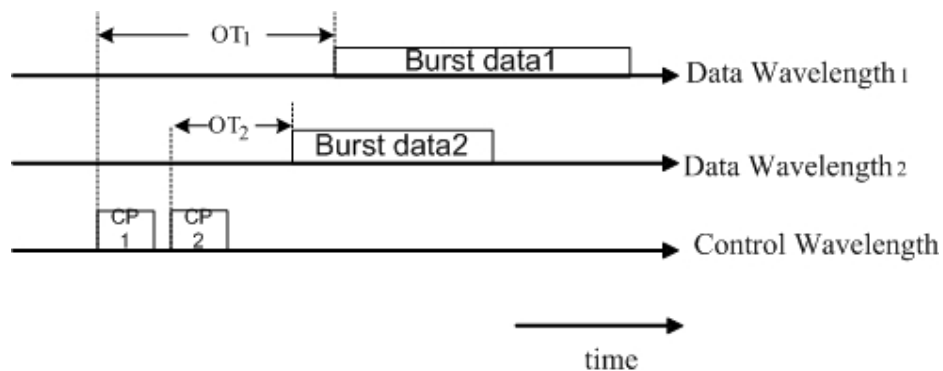 OT1
Burst data1
Data Wavelength 1
OT2
Burst data2
Data Wavelength 2
CP
1
CP
2
Control Wavelength
time